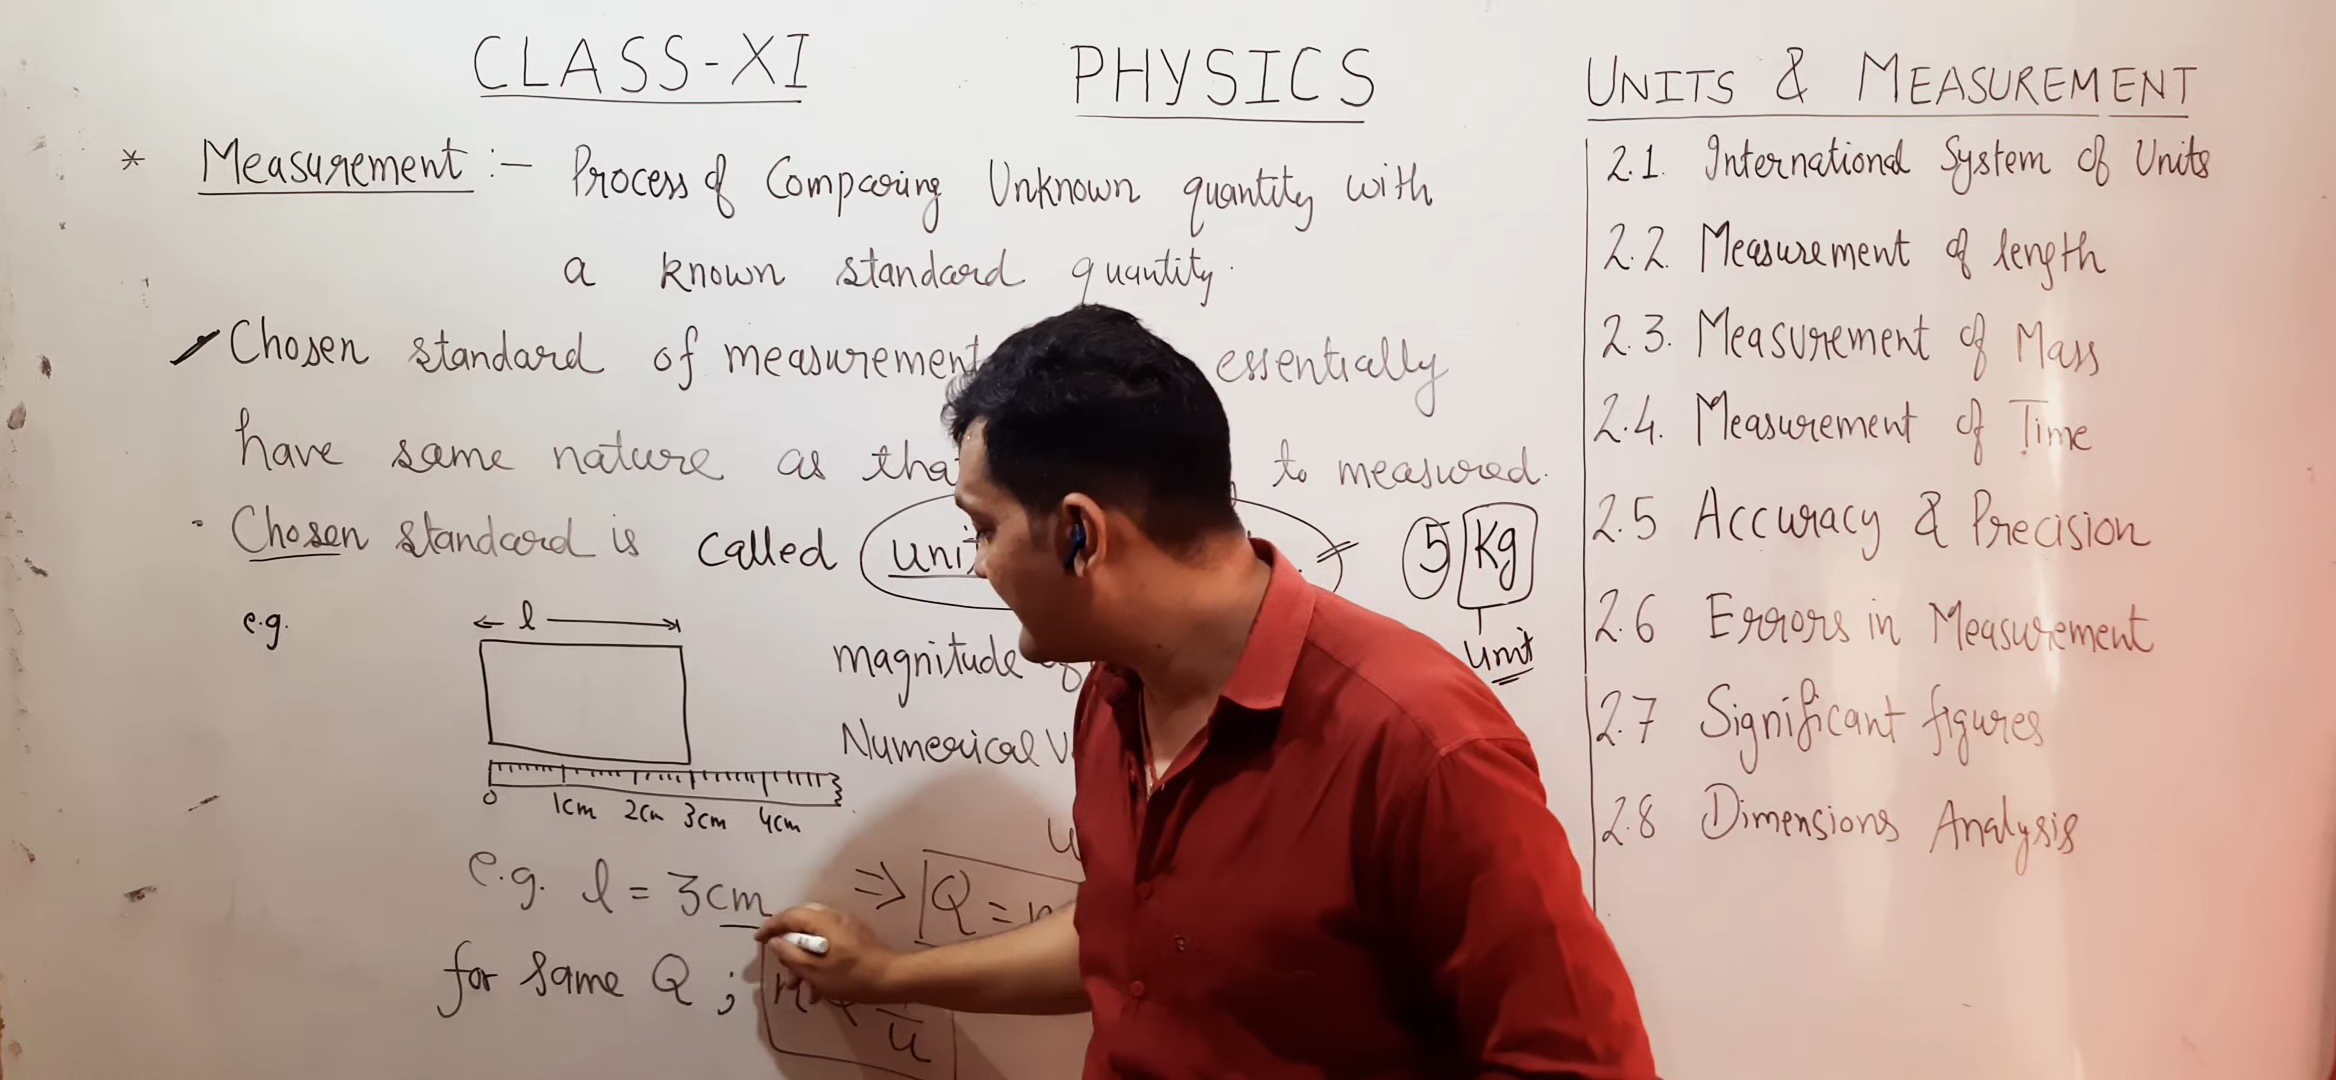 CLASS-XI PHYSICS
* Measurement :- Process of Comparing Unknown quantity with
a known standard quantity.
Chosen standard of measurement essentially
have same nature as to measured.
Chosen standard is called
5 Kg
unit
e.g.
l
magnitude
Numerical
0 1cm 2cm 3cm 4cm
e.g. l = 3cm ⇒ Q =
for same Q ;
u
UNITS & MEASUREMENT
2.1. International System of Units
2.2. Measurement of length
2.3. Measurement of Mass
2.4. Measurement of Time
2.5 Accuracy & Precision
2.6 Errors in Measurement
2.7 Significant figures
2.8 Dimensions Analysis